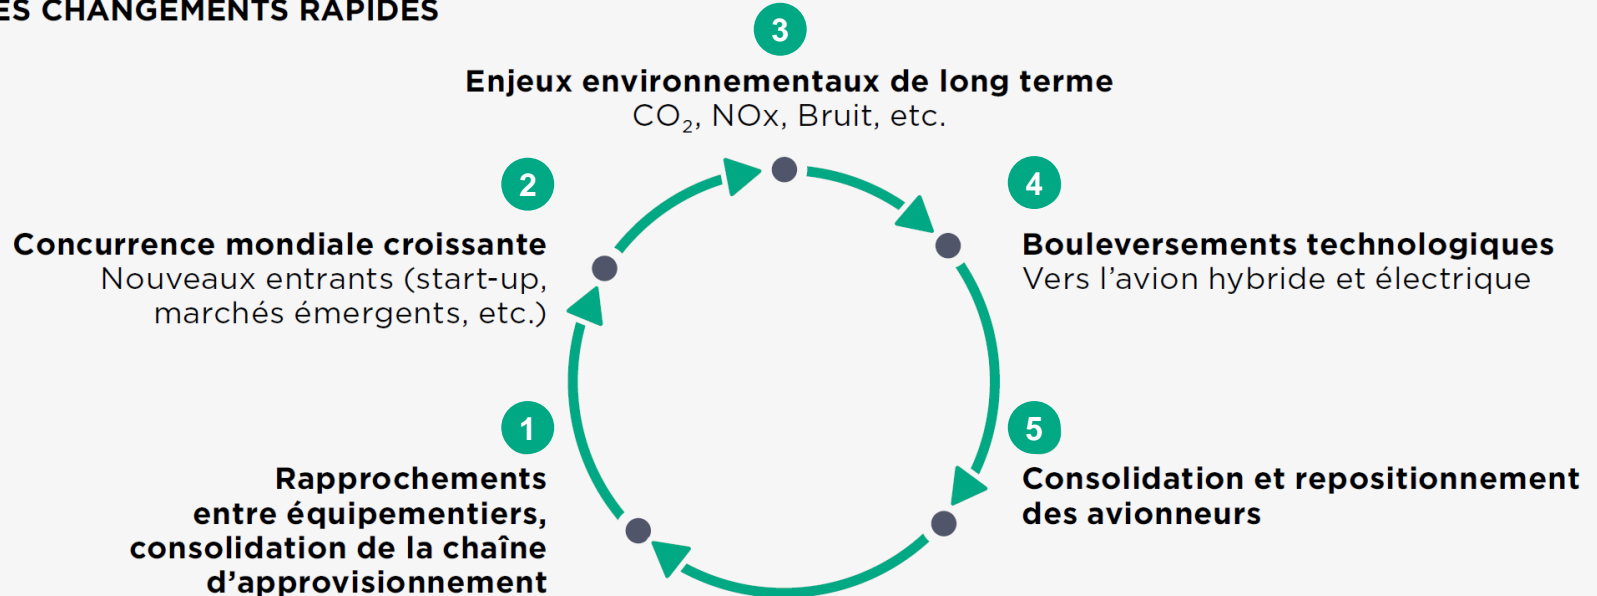 ES CHANGEMENTS RAPIDES
3
Enjeux environnementaux de long terme
CO₂, NOx, Bruit, etc.
2
Concurrence mondiale croissante
Nouveaux entrants (start-up,
marchés émergents, etc.)
4
Bouleversements technologiques
Vers l’avion hybride et électrique
1
Rapprochements
entre équipementiers,
consolidation de la chaîne
d’approvisionnement
5
Consolidation et repositionnement
des avionneurs